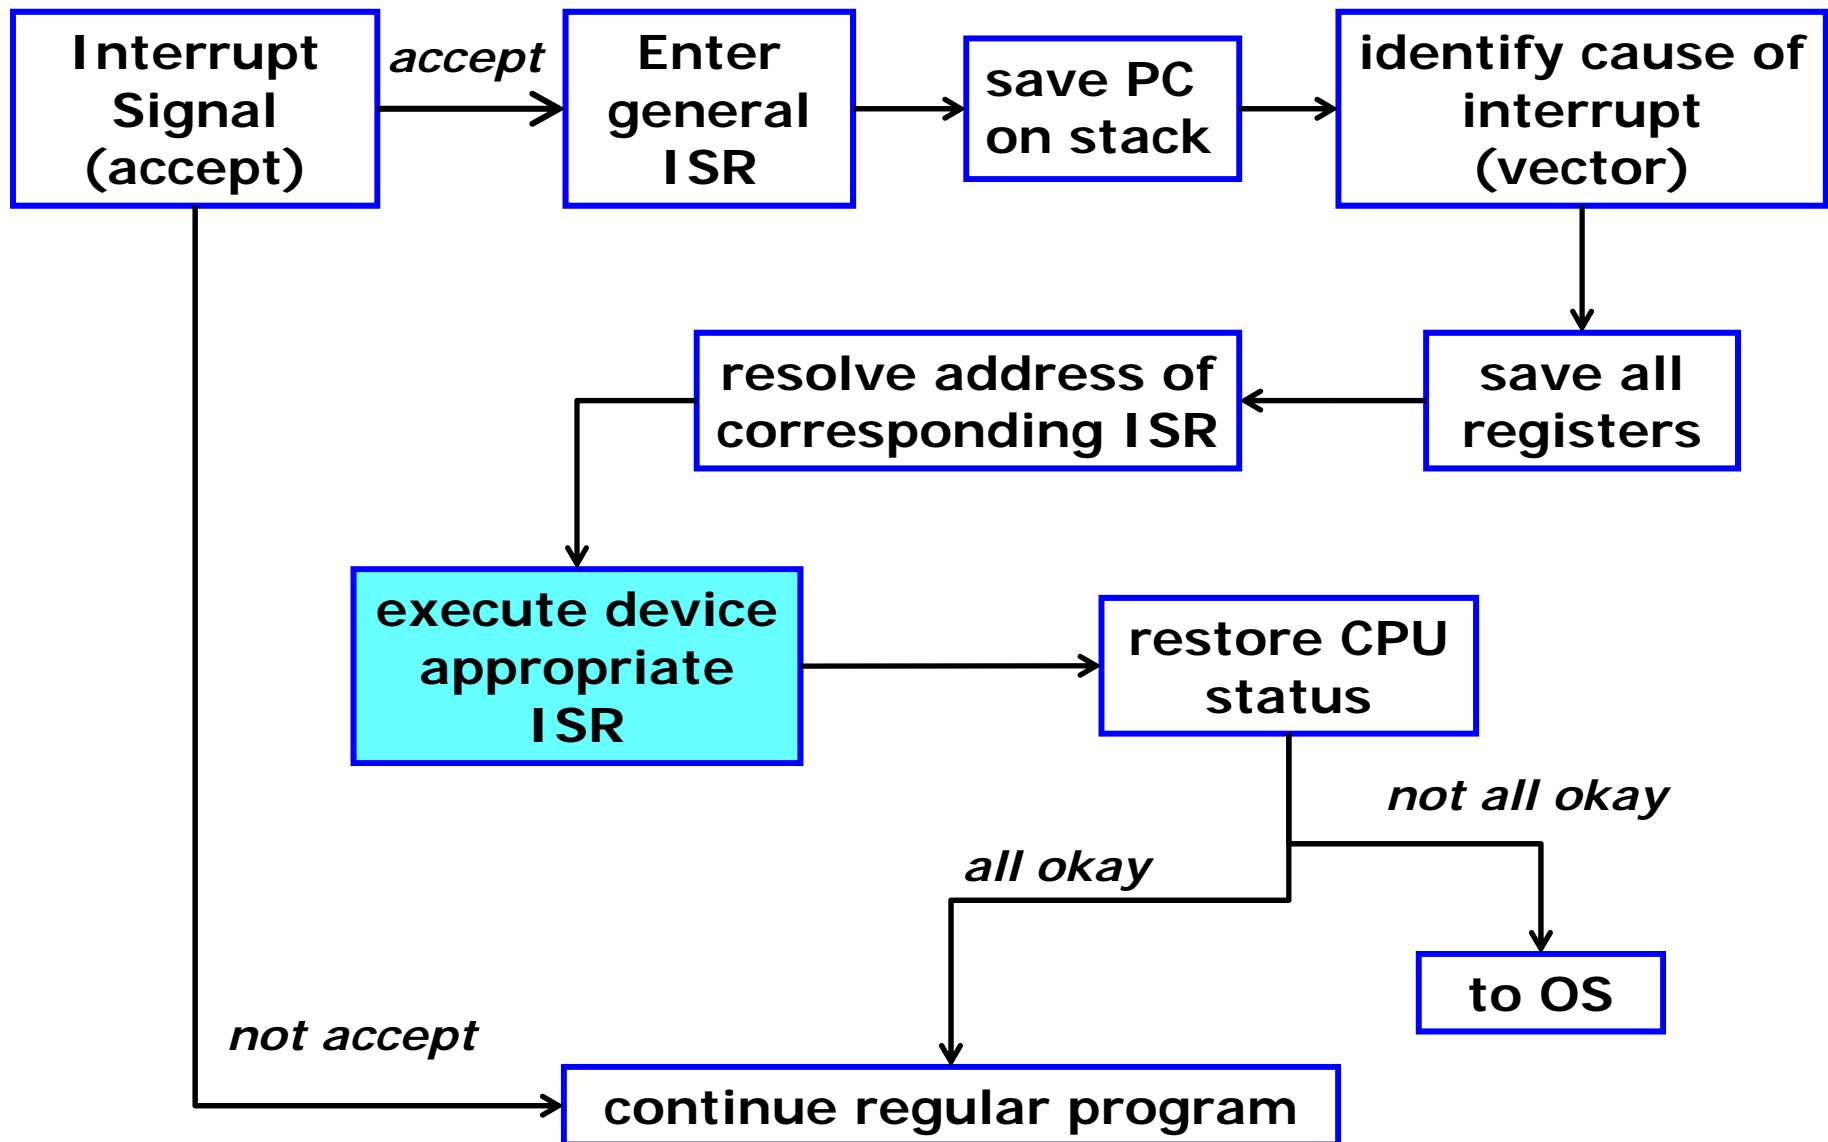 Interrupt
Signal
(accept)
accept
Enter
general
ISR
save PC
on stack
identify cause of
interrupt
(vector)
save all
registers
resolve address of
corresponding ISR
execute device
appropriate
ISR
restore CPU
status
not all okay
all okay
to OS
not accept
continue regular program